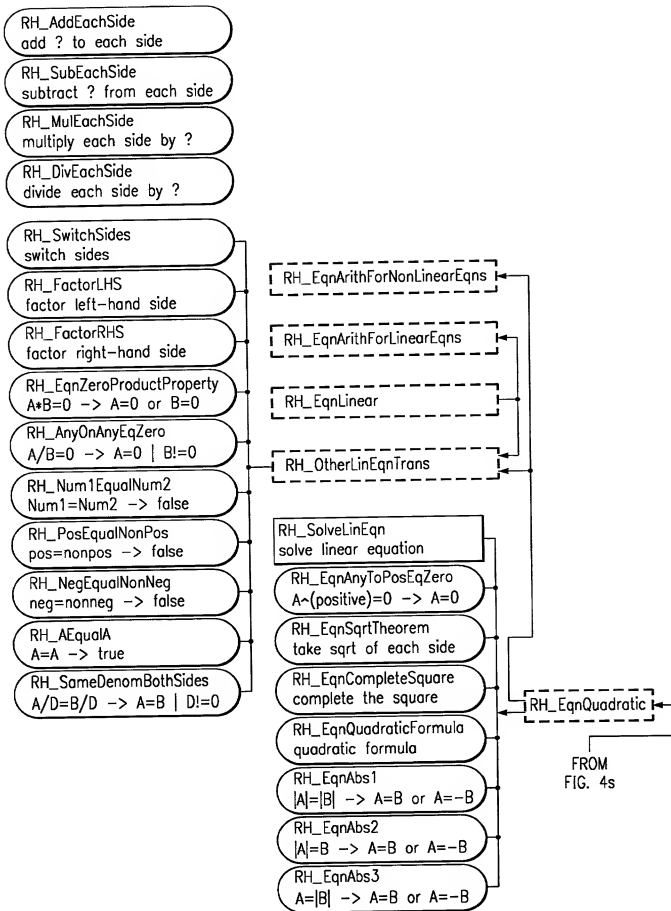 RH_AddEachSide
add ? to each side
RH_SubEachSide
subtract ? from each side
RH_MulEachSide
multiply each side by ?
RH_DivEachSide
divide each side by ?
RH_SwitchSides
switch sides
RH_FactorLHS
factor left-hand side
RH_FactorRHS
factor right-hand side
RH_EqnZeroProductProperty
A*B=0 -> A=0 or B=0
RH_AnyOnAnyEqZero
A/B=0 -> A=0 | B!=0
RH_Num1EqualNum2
Num1=Num2 -> false
RH_PosEqualNonPos
pos=nonpos -> false
RH_NegEqualNonNeg
neg=nonneg -> false
RH_AEqualA
A=A -> true
RH_SameDenomBothSides
A/D=B/D -> A=B | D!=0
RH_EqnArithForNonLinearEqns
RH_EqnArithForLinearEqns
RH_EqnLinear
RH_OtherLinEqnTrans
RH_SolveLinEqn
solve linear equation
RH_EqnAnyToPosEqZero
A^(positive)=0 -> A=0
RH_EqnSqrtTheorem
take sqrt of each side
RH_EqnCompleteSquare
complete the square
RH_EqnQuadraticFormula
quadratic formula
RH_EqnAbs1
|A|=|B| -> A=B or A=-B
RH_EqnAbs2
|A|=B -> A=B or A=-B
RH_EqnAbs3
A=|B| -> A=B or A=-B
RH_EqnQuadratic
FROM
FIG. 4s